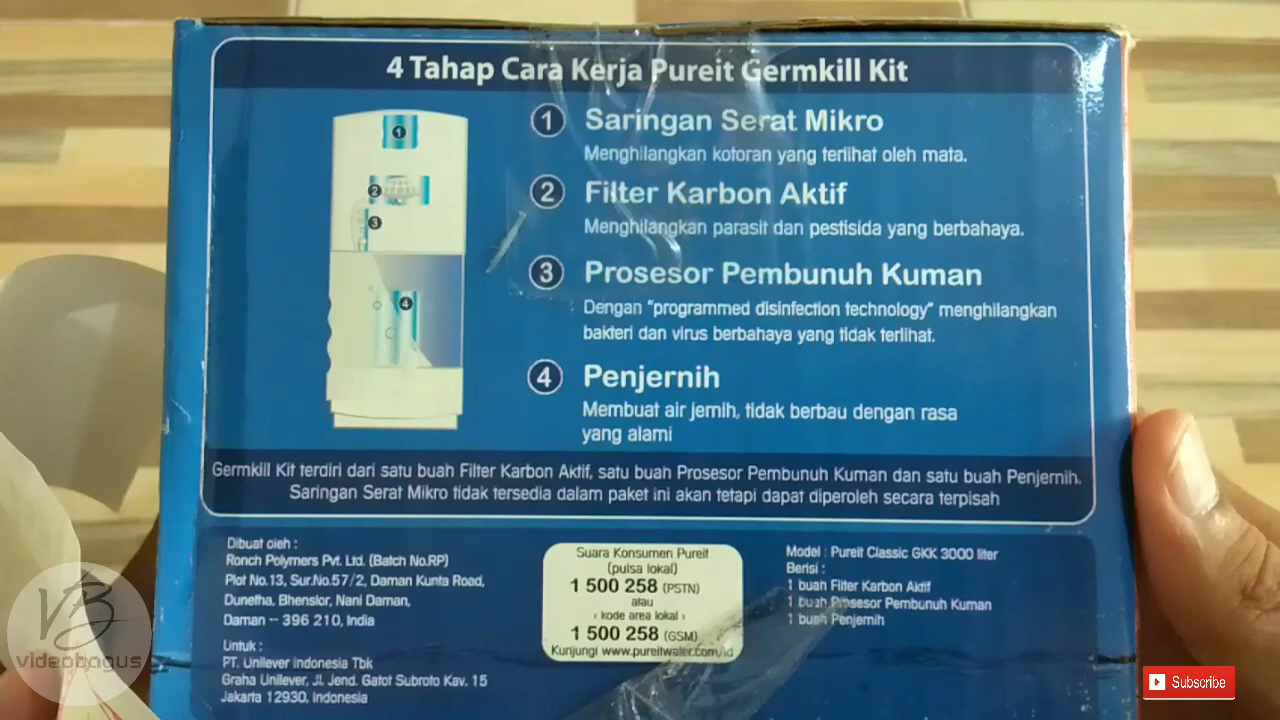 4 Tahap Cara Kerja Pureit Germkill Kit
1
2
3
4
1 Saringan Serat Mikro
Menghilangkan kotoran yang terlihat oleh mata.
2 Filter Karbon Aktif
Menghilangkan parasit dan pestisida yang berbahaya.
3 Prosesor Pembunuh Kuman
Dengan "programmed disinfection technology" menghilangkan
bakteri dan virus berbahaya yang tidak terlihat.
4 Penjernih
Membuat air jernih, tidak berbau dengan rasa
yang alami
Germkill Kit terdiri dari satu buah Filter Karbon Aktif, satu buah Prosesor Pembunuh Kuman dan satu buah Penjernih.
Saringan Serat Mikro tidak tersedia dalam paket ini akan tetapi dapat diperoleh secara terpisah
Dibuat oleh :
Ronch Polymers Pvt. Ltd. (Batch No.RP)
Plot No.13, Sur.No.57/2, Daman Kunta Road,
Dunetha, Bhenslor, Nani Daman,
Daman -- 396 210, India
Untuk :
PT. Unilever Indonesia Tbk
Graha Unilever, Jl. Jend. Gatot Subroto Kav. 15
Jakarta 12930, Indonesia
Suara Konsumen Pureit
(pulsa lokal)
1 500 258 (PSTN)
atau
‹ kode area lokal ›
1 500 258 (GSM)
Kunjungi www.pureitwater.com/id
Model : Pureit Classic GKK 3000 liter
Berisi :
1 buah Filter Karbon Aktif
1 buah Prosesor Pembunuh Kuman
1 buah Penjernih
VB
videobagus
Subscribe